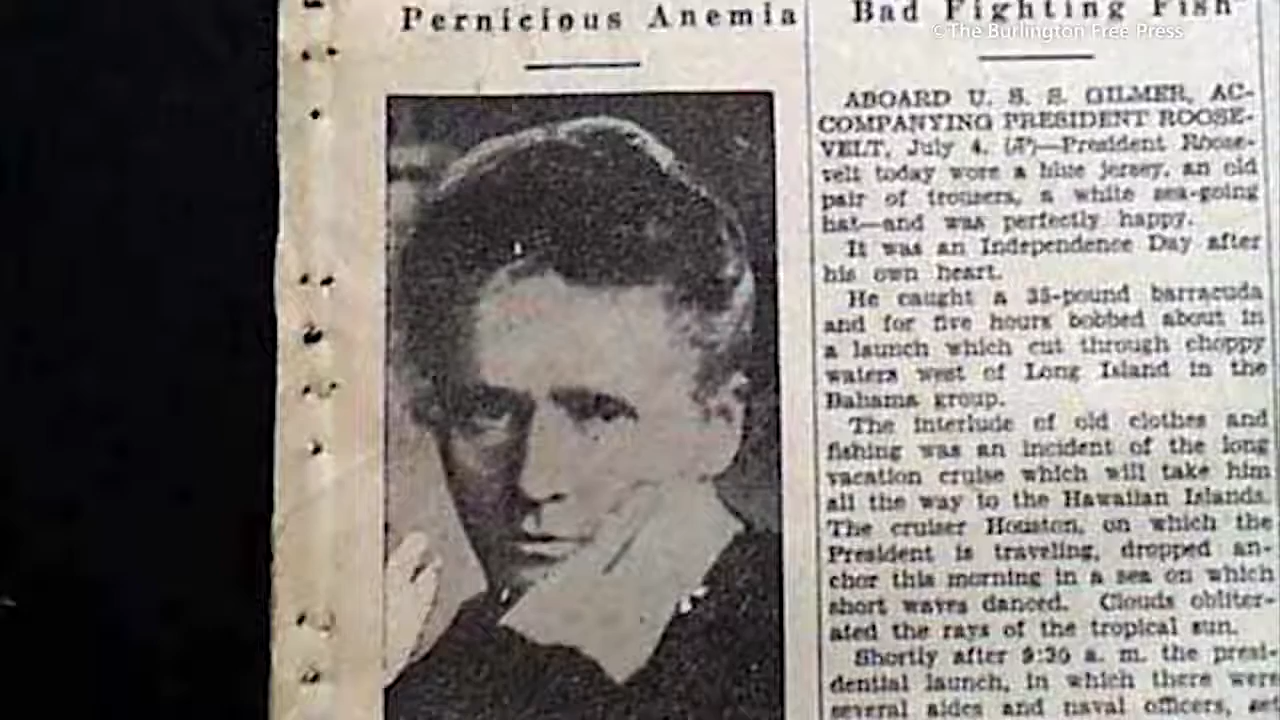 Pernicious Anemia
Bad Fighting Fish
©The Burlington Free Press
ABOARD U. S. S. GILMER, AC-
COMPANYING PRESIDENT ROOSE-
VELT, July 4. (AP)—President Roose-
velt today wore a blue jersey, an old
pair of trousers, a white sea-going
hat—and was perfectly happy.
It was an Independence Day after
his own heart.
He caught a 35-pound barracuda
and for five hours bobbed about in
a launch which cut through choppy
waters west of Long Island in the
Bahama group.
The interlude of old clothes and
fishing was an incident of the long
vacation cruise which will take him
all the way to the Hawaiian Islands.
The cruiser Houston, on which the
President is traveling, dropped an-
chor this morning in a sea on which
short waves danced. Clouds obliter-
ated the rays of the tropical sun.
Shortly after 9:30 a. m. the presi-
dential launch, in which there were
several aides and naval officers, set